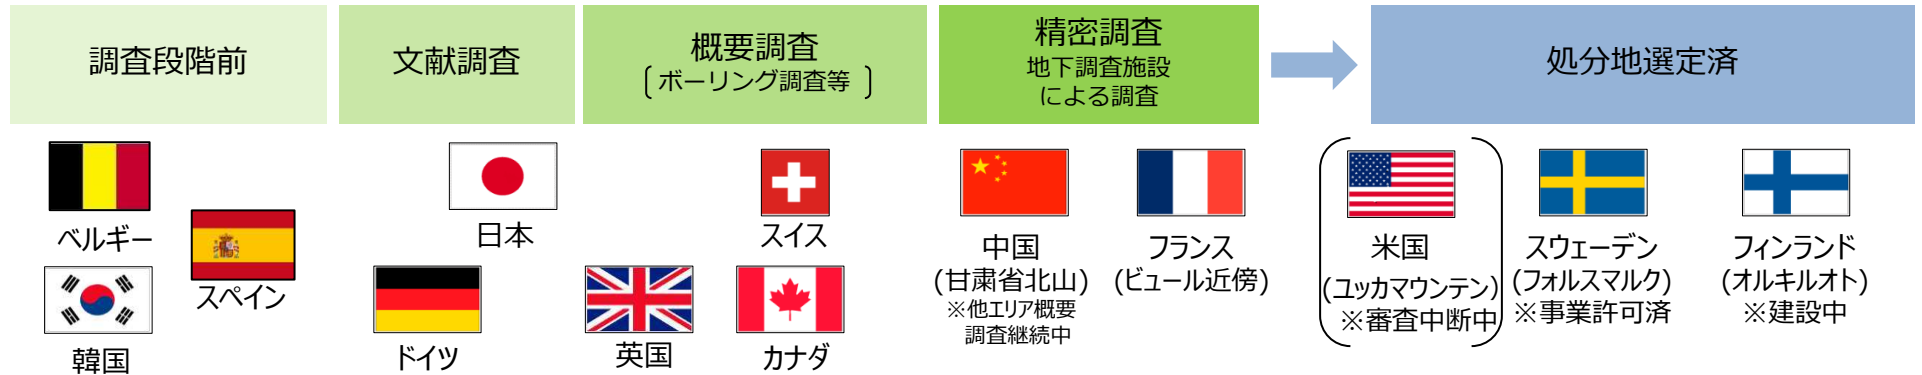 調査段階前
文献調査
概要調査
〔ボーリング調査等〕
精密調査
地下調査施設
による調査
処分地選定済
ベルギー
スペイン
韓国
日本
ドイツ
スイス
英国
カナダ
中国
(甘粛省北山)
※他エリア概要
調査継続中
フランス
(ビュール近傍)
米国
(ユッカマウンテン)
※審査中断中
スウェーデン
(フォルスマルク)
※事業許可済
フィンランド
(オルキルオト)
※建設中